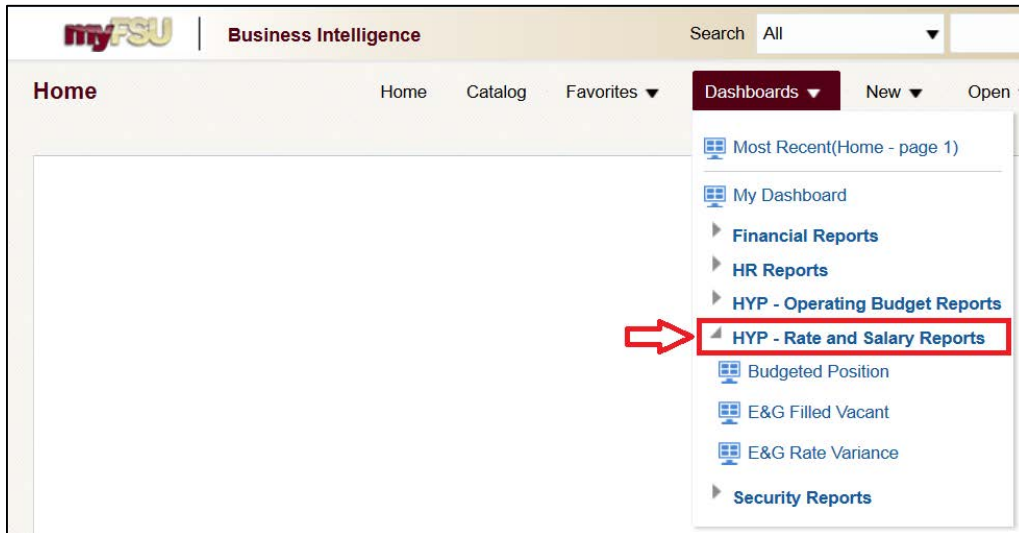 myFSU Business Intelligence Search All
Home Home Catalog Favorites Dashboards New Open
Most Recent(Home - page 1)
My Dashboard
Financial Reports
HR Reports
HYP - Operating Budget Reports
HYP - Rate and Salary Reports
Budgeted Position
E&G Filled Vacant
E&G Rate Variance
Security Reports